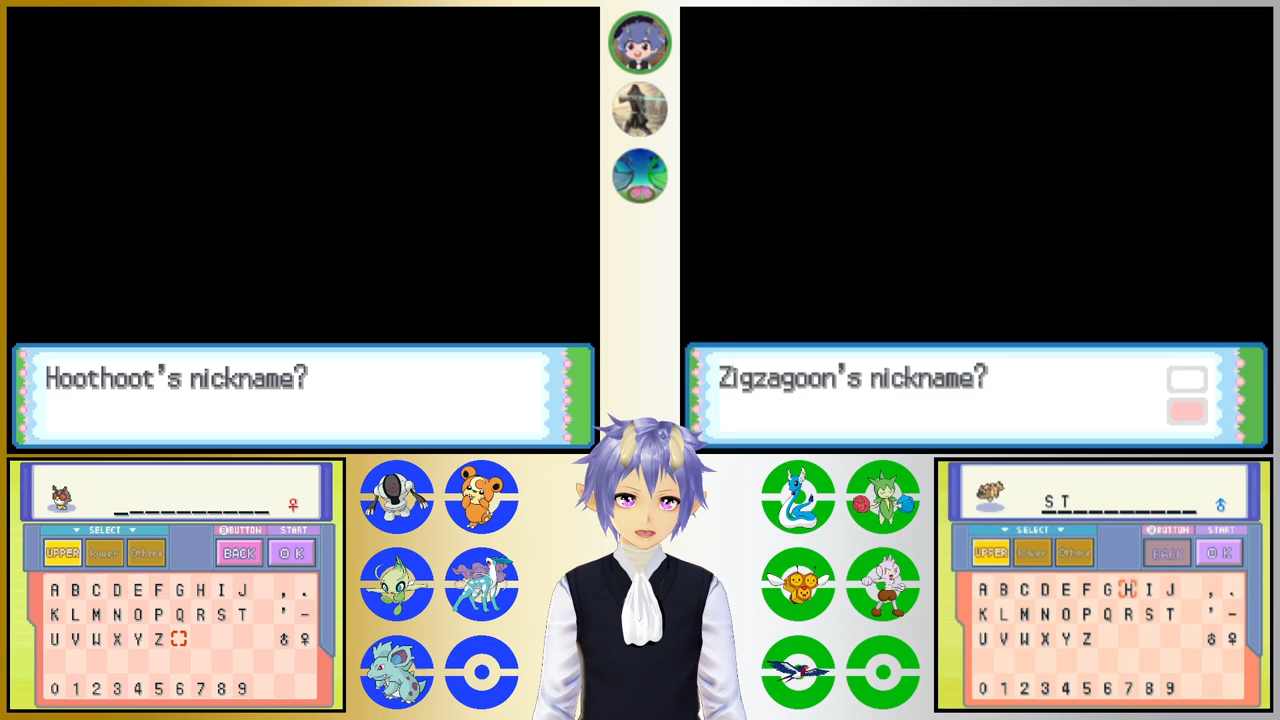 Hoothoot's nickname?
Zigzagoon's nickname?
SELECT
BUTTON
START
UPPER lower Others BACK OK
A B C D E F G H I J , .
K L M N O P Q R S T ' -
U V W X Y Z ♂ ♀
0 1 2 3 4 5 6 7 8 9
♀
S T
♂
SELECT
BUTTON
START
UPPER lower Others BACK OK
A B C D E F G H I J , .
K L M N O P Q R S T ' -
U V W X Y Z ♂ ♀
0 1 2 3 4 5 6 7 8 9